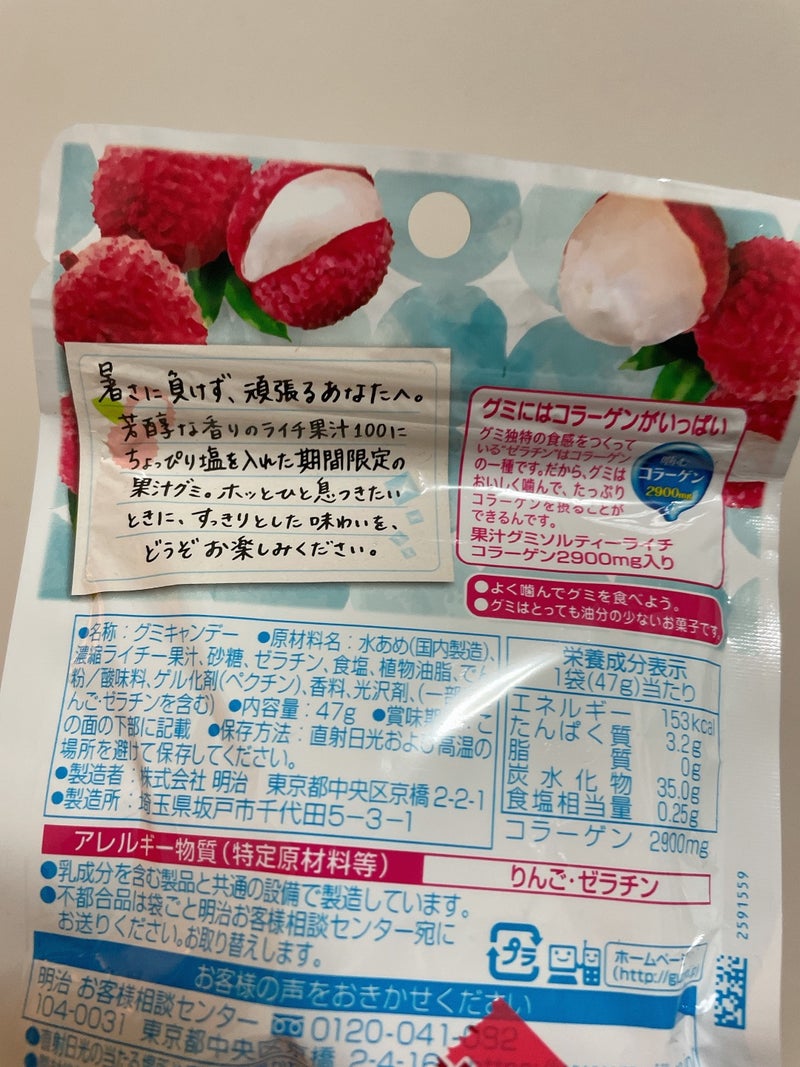 暑さに負けず、頑張るあなたへ。
芳醇な香りのライチ果汁100に
ちょっぴり塩を入れた期間限定の
果汁グミ。ホッとひと息つきたい
ときに、すっきりとした味わいを、
どうぞお楽しみください。
グミにはコラーゲンがいっぱい
グミ独特の食感をつくって
いる"ゼラチン"はコラーゲン
の一種です。だから、グミは
おいしく噛んで、たっぷり
コラーゲンを摂ることが
できるんです。
噛む
コラーゲン
2900mg
果汁グミソルティーライチ
コラーゲン2900mg入り
●よく噛んでグミを食べよう。
●グミはとっても油分の少ないお菓子です。
●名称：グミキャンデー ●原材料名：水あめ(国内製造)、
濃縮ライチー果汁、砂糖、ゼラチン、食塩、植物油脂、でん
粉／酸味料、ゲル化剤(ペクチン)、香料、光沢剤、(一部
んご・ゼラチンを含む) ●内容量：47g ●賞味期 こ
の面の下部に記載 ●保存方法：直射日光および高温の
場所を避けて保存してください。
●製造者：株式会社 明治 東京都中央区京橋2-2-1
●製造所：埼玉県坂戸市千代田5-3-1
栄養成分表示
1袋(47g)当たり
エネルギー 153kcal
たんぱく質 3.2g
脂質 0g
炭水化物 35.0g
食塩相当量 0.25g
コラーゲン 2900mg
アレルギー物質(特定原材料等)
りんご・ゼラチン
●乳成分を含む製品と共通の設備で製造しています。
●不都合品は袋ごと明治お客様相談センター宛に
お送りください。お取り替えします。
プラ
ホームページ
(http://g
2591559
お客様の声をおきかせください
明治 お客様相談センター 0120-041-092
104-0031 東京都中央区 橋 2-4-16
●直射日光の当たる